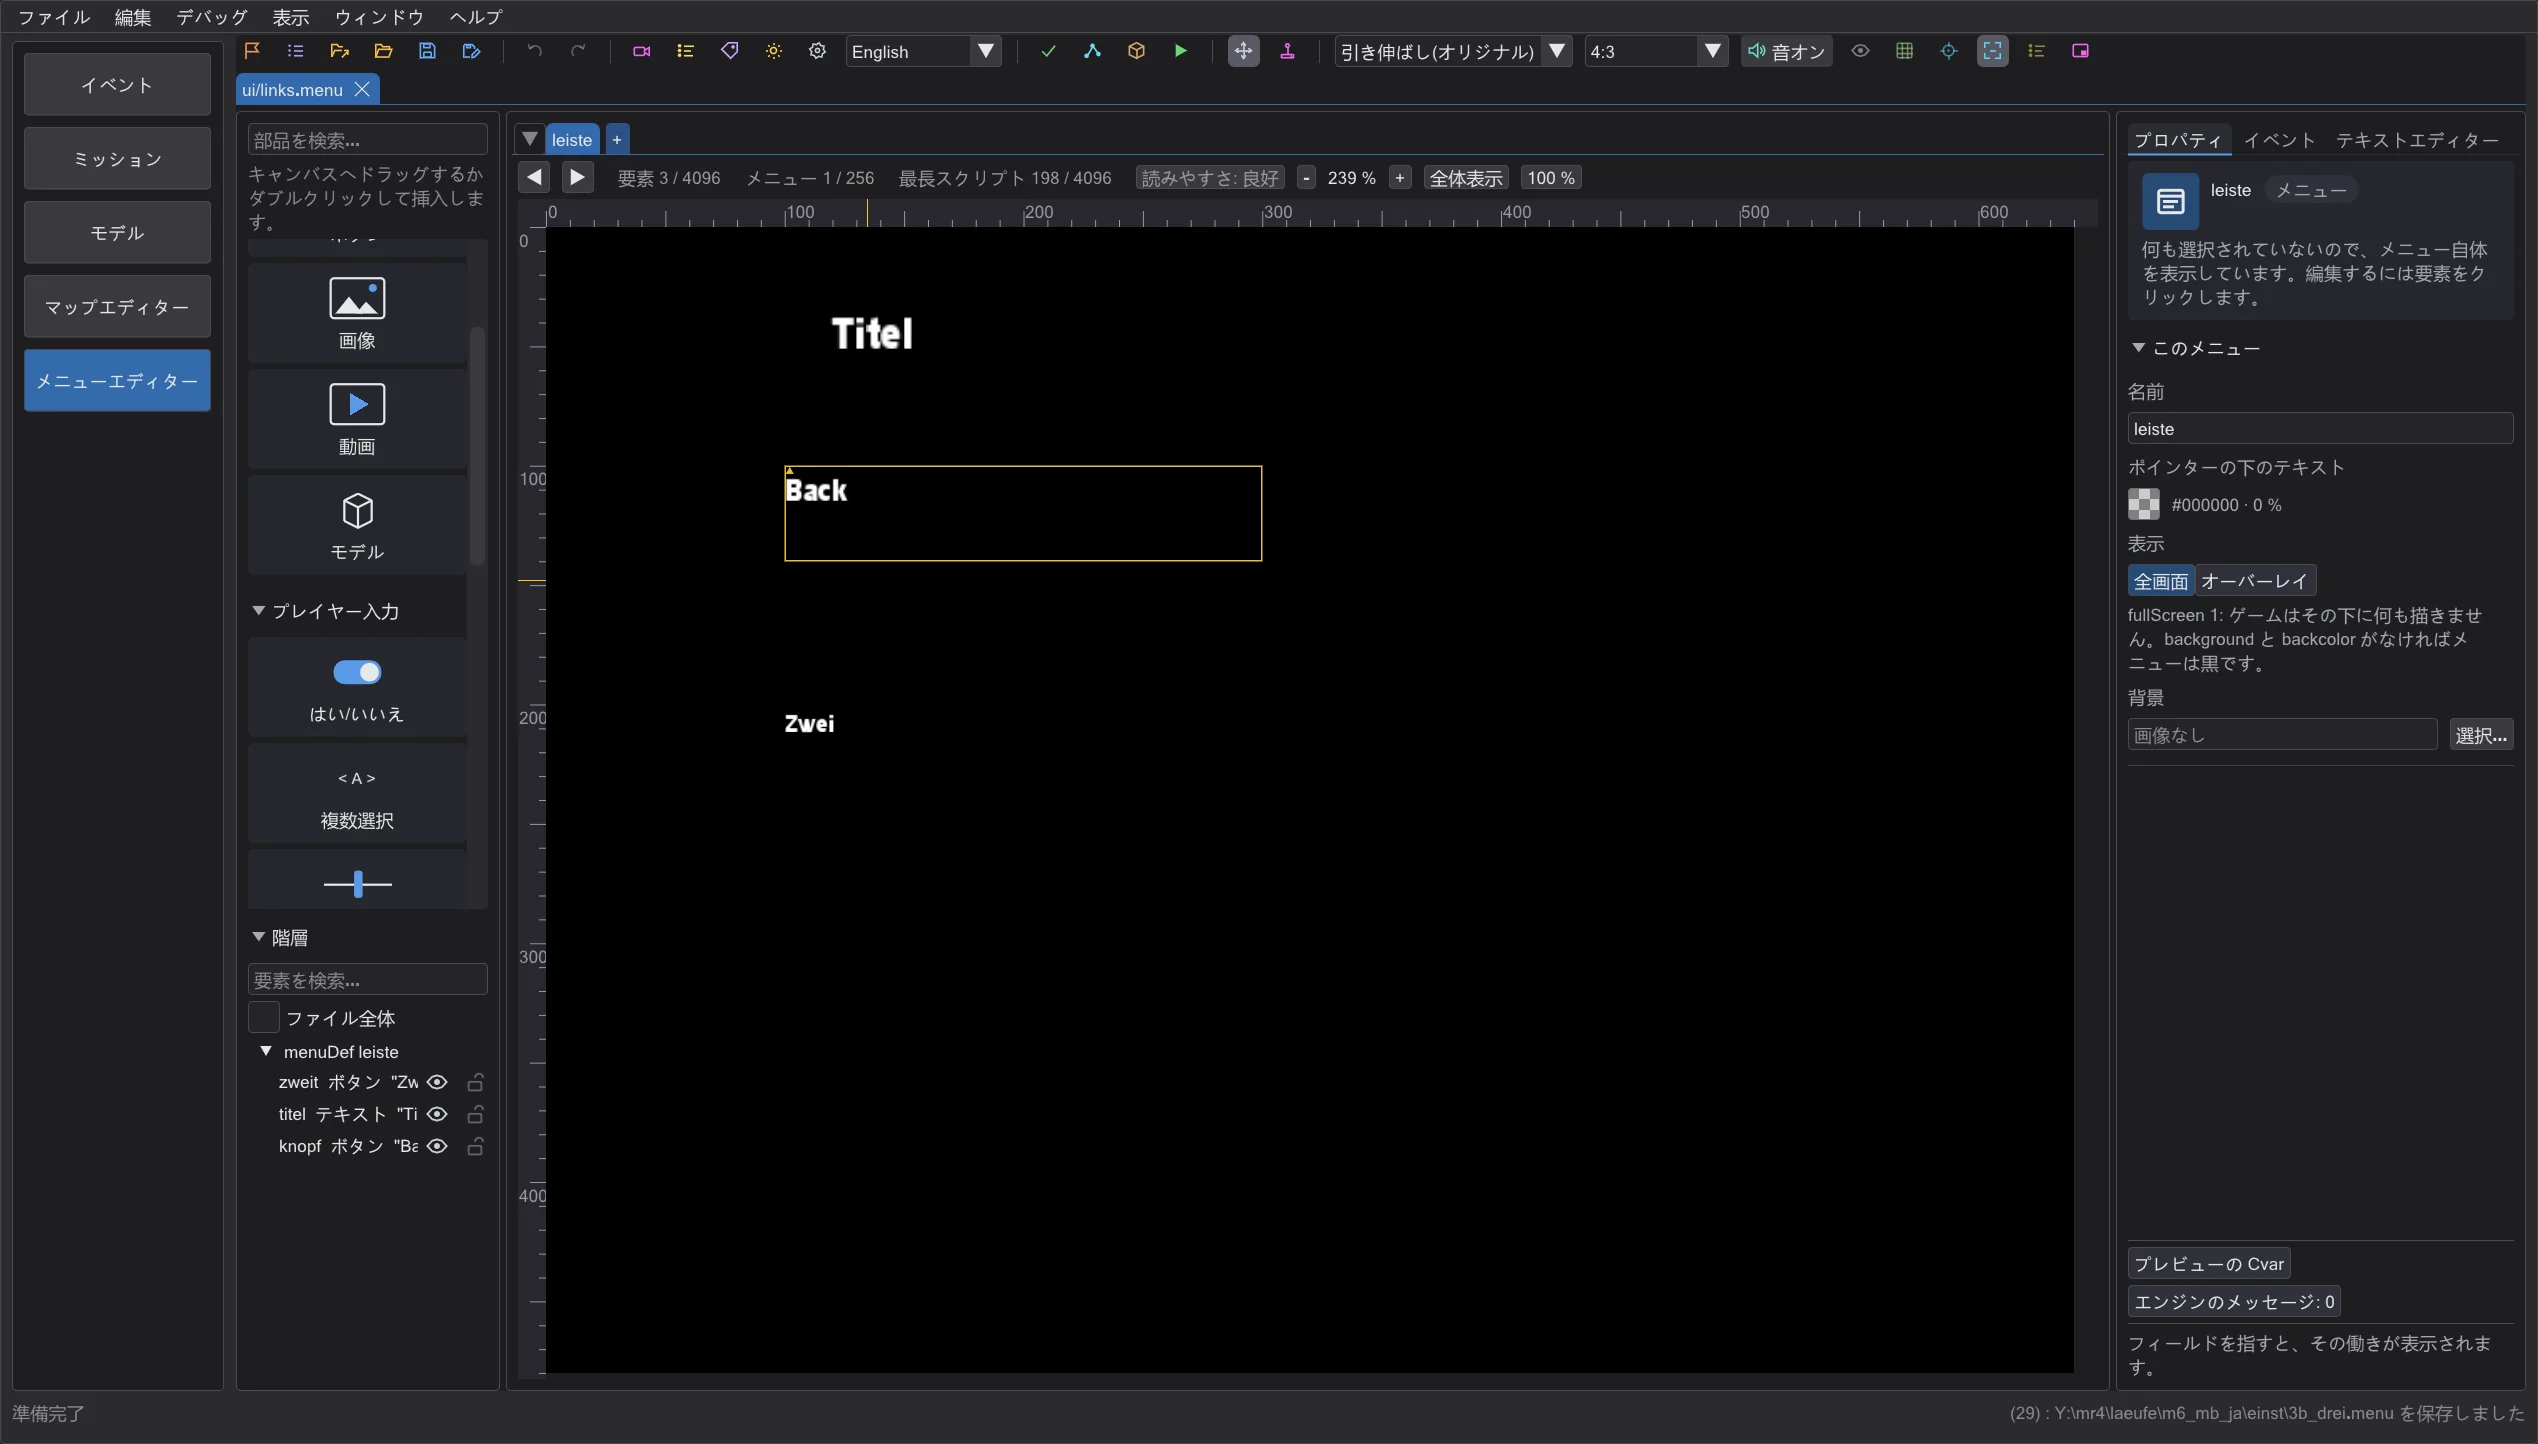 ファイル 編集 デバッグ 表示 ウィンドウ ヘルプ
イベント
ミッション
モデル
マップエディター
メニューエディター
English
引き伸ばし(オリジナル)
4:3
音オン
ui/links.menu
部品を検索...
キャンバスへドラッグするか
ダブルクリックして挿入しま
す。
画像
動画
モデル
プレイヤー入力
はい/いいえ
< A >
複数選択
階層
要素を検索...
ファイル全体
menuDef leiste
zweit ボタン "Zw
titel テキスト "Ti
knopf ボタン "Ba
leiste
+
要素 3 / 4096 メニュー 1 / 256 最長スクリプト 198 / 4096 読みやすさ: 良好 - 239 % + 全体表示 100 %
0 100 200 300 400 500 600
0
100
200
300
400
Titel
Back
Zwei
プロパティ イベント テキストエディター
leiste メニュー
何も選択されていないので、メニュー自体
を表示しています。編集するには要素をク
リックします。
このメニュー
名前
leiste
ポインターの下のテキスト
#000000 · 0 %
表示
全画面 オーバーレイ
fullScreen 1: ゲームはその下に何も描きませ
ん。background と backcolor がなければメ
ニューは黒です。
背景
画像なし 選択...
プレビューの Cvar
エンジンのメッセージ: 0
フィールドを指すと、その働きが表示されま
す。
準備完了
(29) : Y:\mr4\laeufe\m6_mb_ja\einst\3b_drei.menu を保存しました